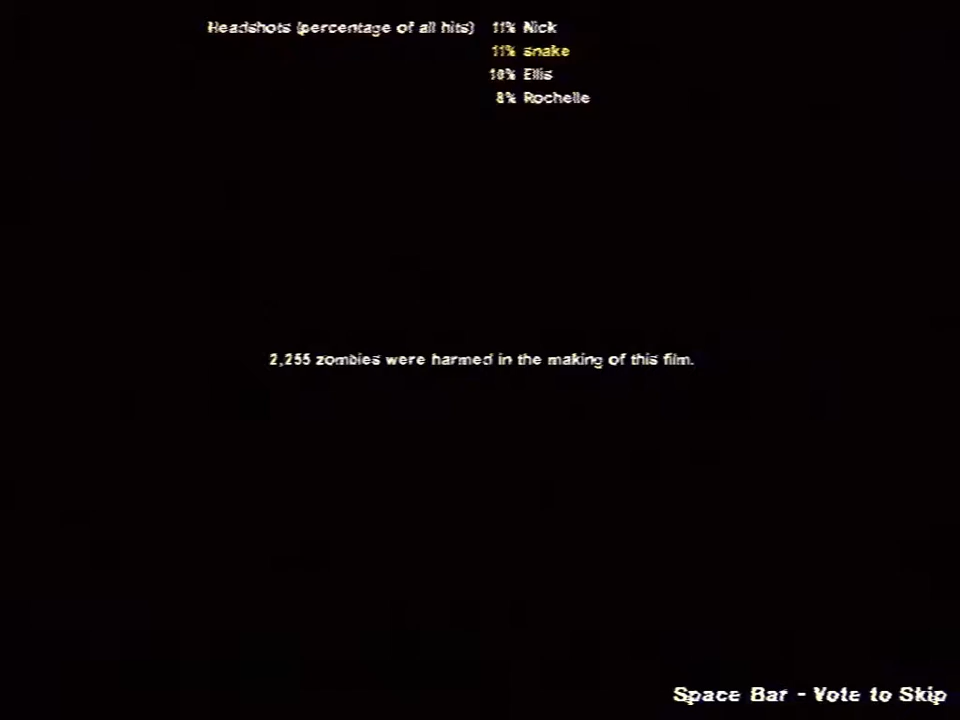 Headshots (percentage of all hits) 11% Nick
11% snake
10% Ellis
8% Rochelle
2,255 zombies were harmed in the making of this film.
Space Bar - Vote to Skip